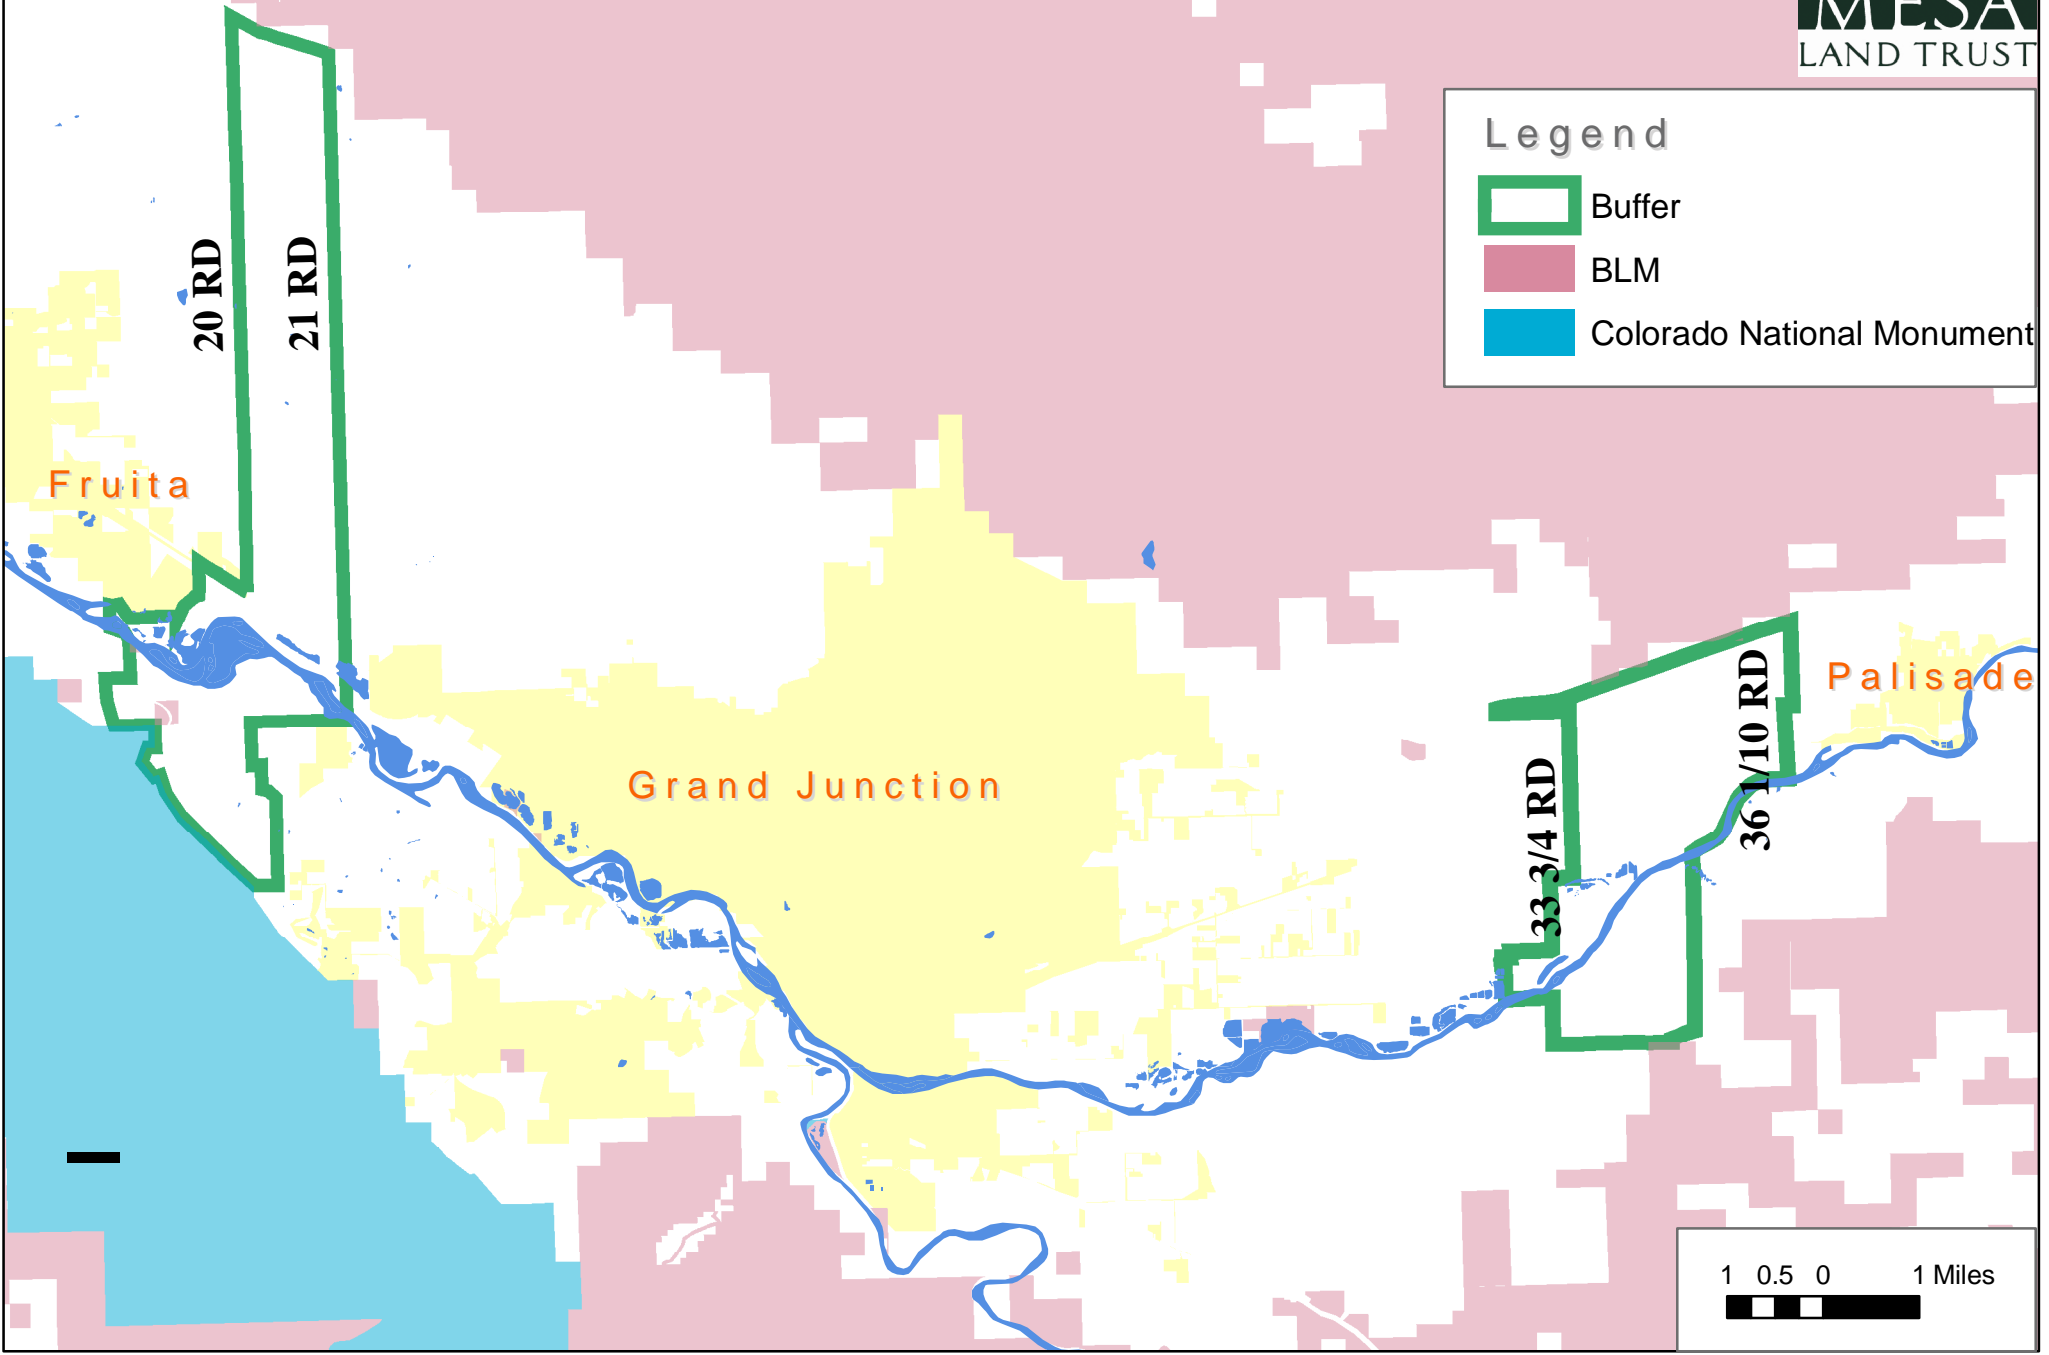 MESA
LAND TRUST
Legend
Buffer
BLM
Colorado National Monument
20 RD
21 RD
Fruita
Grand Junction
33 3/4 RD
36 1/10 RD
Palisade
1 0.5 0 1 Miles